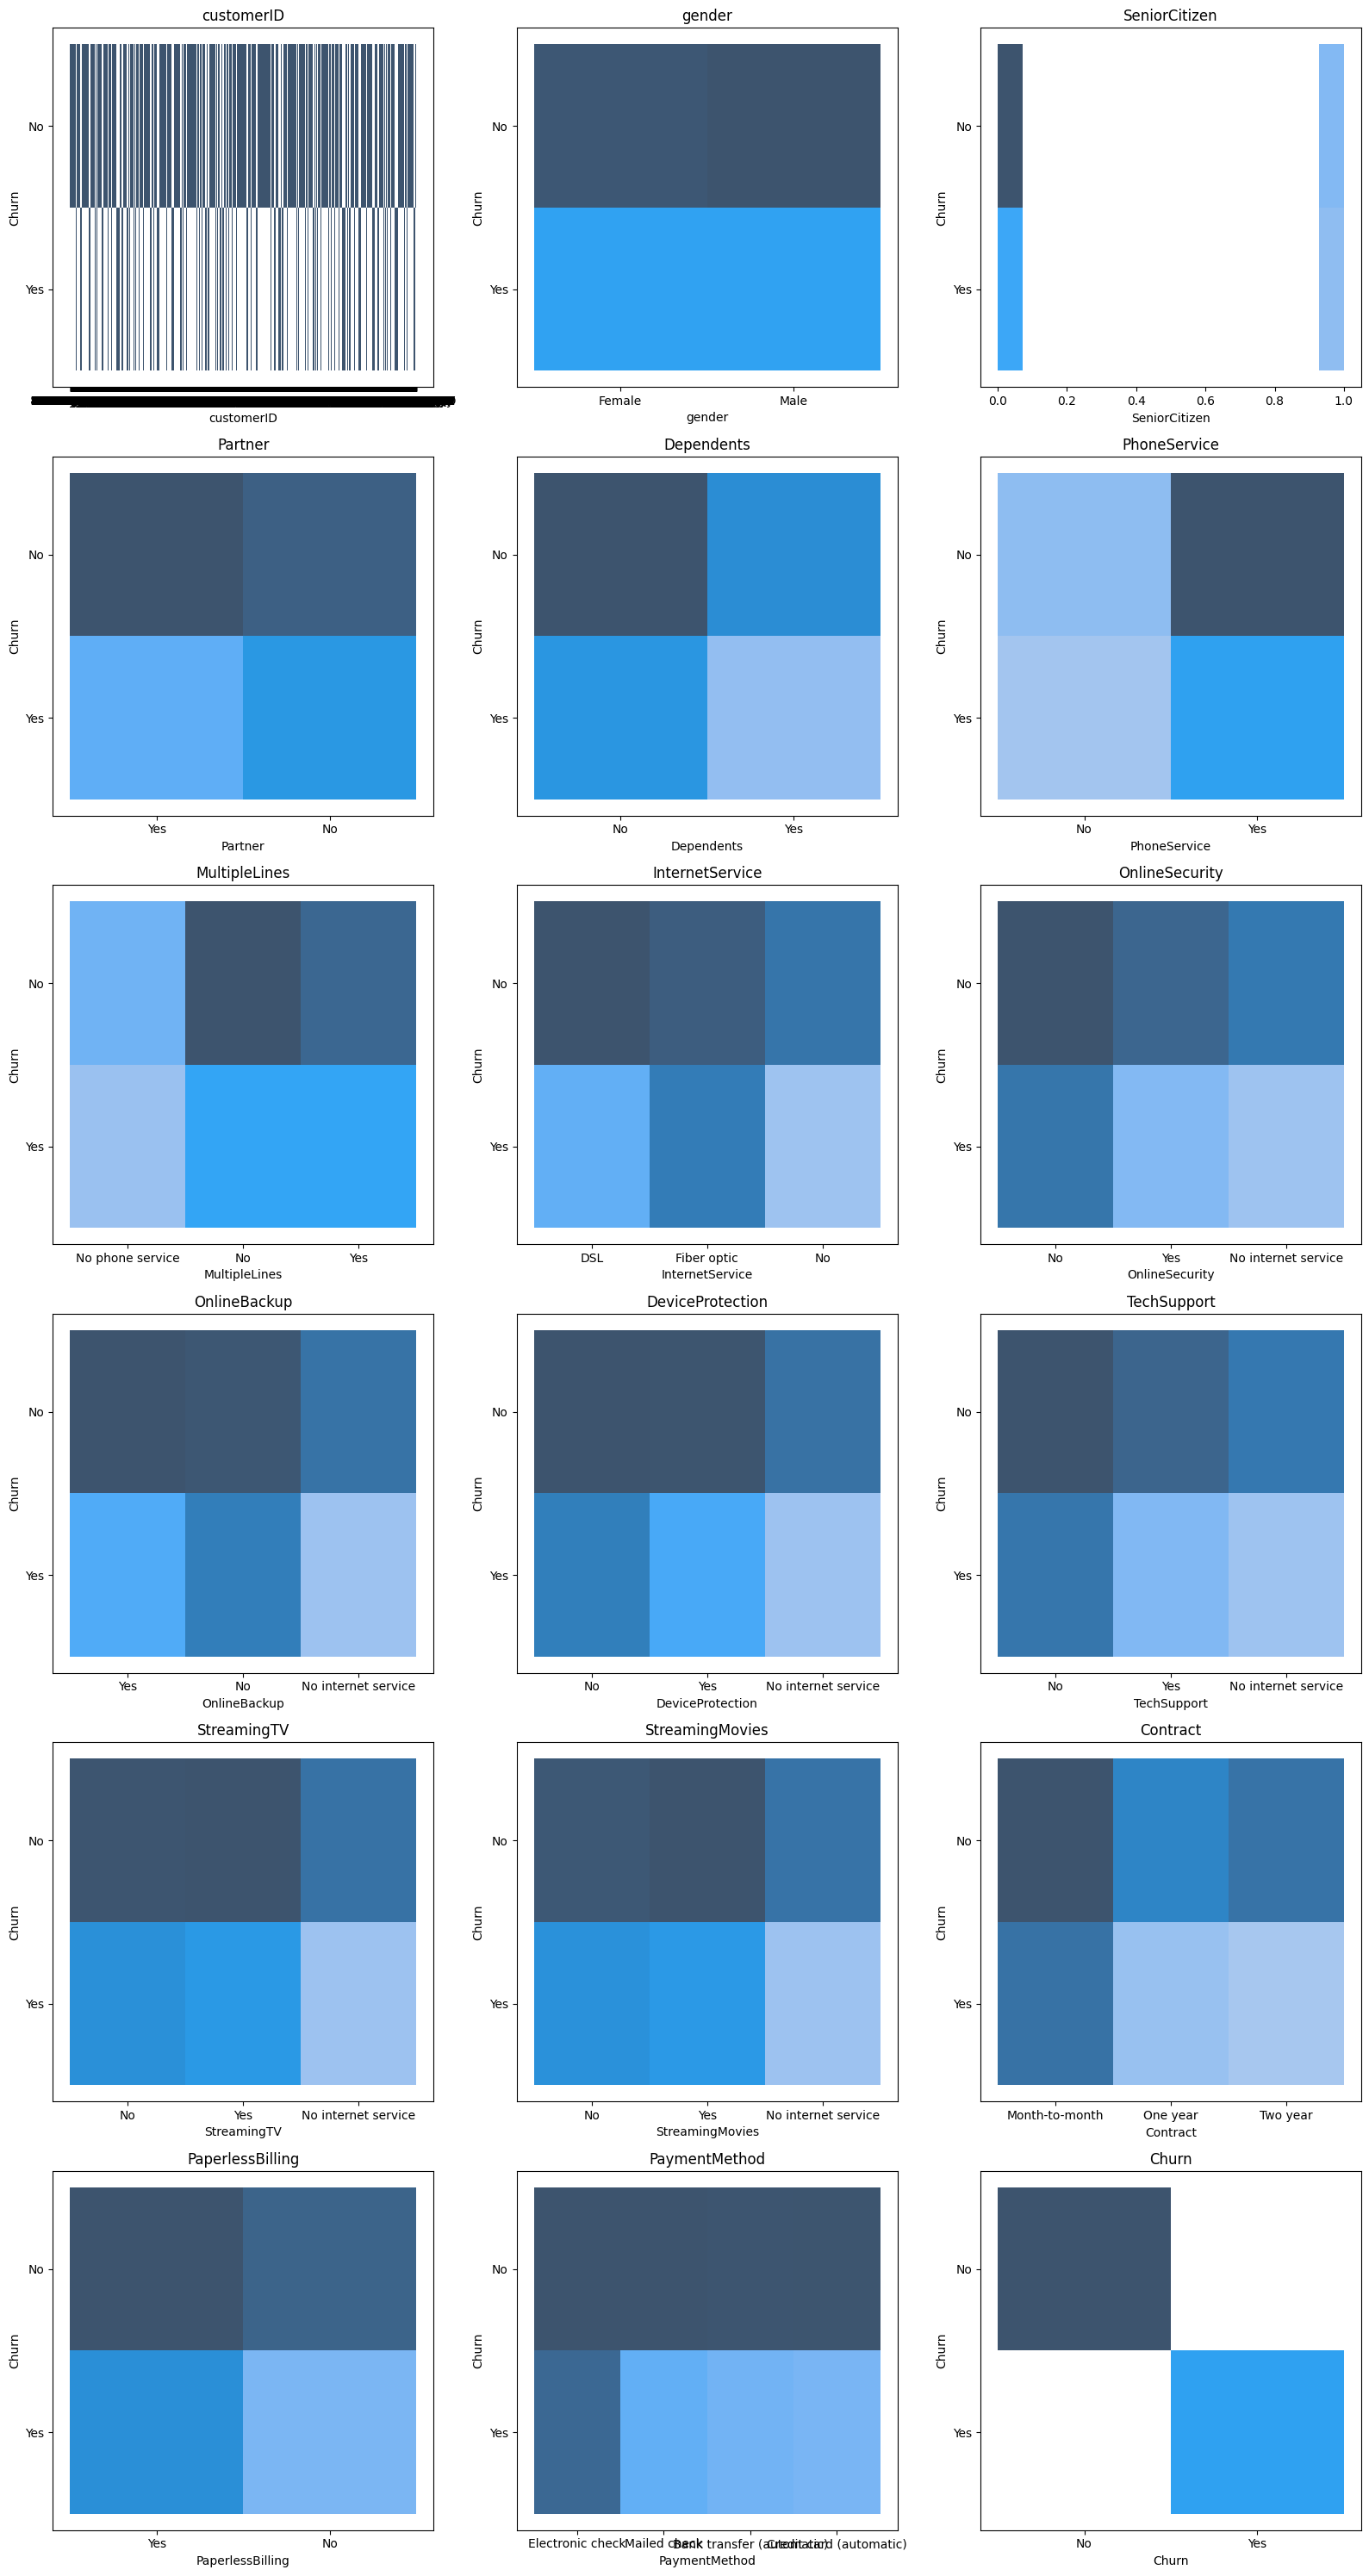 customerID
No
Yes
Churn
customerID
gender
No
Yes
Churn
Female Male
gender
SeniorCitizen
No
Yes
Churn
0.0 0.2 0.4 0.6 0.8 1.0
SeniorCitizen
Partner
No
Yes
Churn
Yes No
Partner
Dependents
No
Yes
Churn
No Yes
Dependents
PhoneService
No
Yes
Churn
No Yes
PhoneService
MultipleLines
No
Yes
Churn
No phone service No Yes
MultipleLines
InternetService
No
Yes
Churn
DSL Fiber optic No
InternetService
OnlineSecurity
No
Yes
Churn
No Yes No internet service
OnlineSecurity
OnlineBackup
No
Yes
Churn
Yes No No internet service
OnlineBackup
DeviceProtection
No
Yes
Churn
No Yes No internet service
DeviceProtection
TechSupport
No
Yes
Churn
No Yes No internet service
TechSupport
StreamingTV
No
Yes
Churn
No Yes No internet service
StreamingTV
StreamingMovies
No
Yes
Churn
No Yes No internet service
StreamingMovies
Contract
No
Yes
Churn
Month-to-month One year Two year
Contract
PaperlessBilling
No
Yes
Churn
Yes No
PaperlessBilling
PaymentMethod
No
Yes
Churn
Electronic check Mailed check Bank transfer (automatic) Credit card (automatic)
PaymentMethod
Churn
No
Yes
Churn
No Yes
Churn